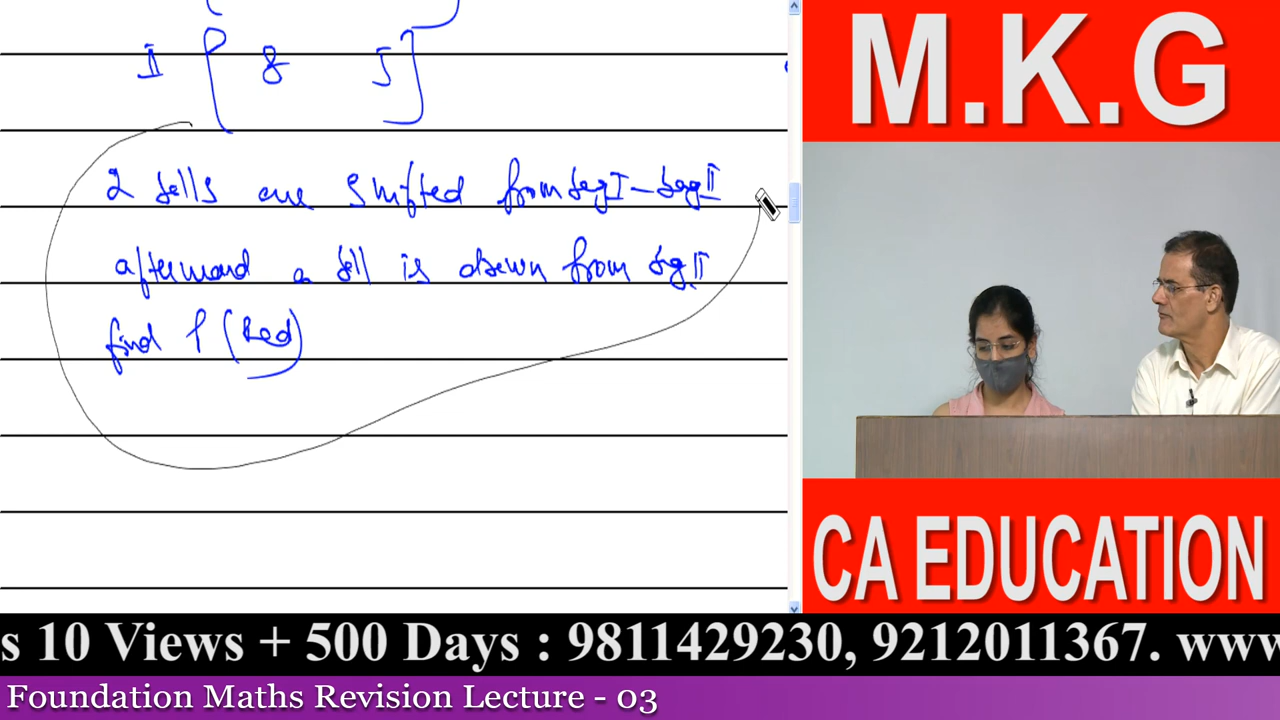 II 8 5
2 balls are shifted from bag I - bag II
afterward a ball is drawn from bag II
find P (Red)
M.K.G
CA EDUCATION
s 10 Views + 500 Days : 9811429230, 9212011367. www
Foundation Maths Revision Lecture - 03